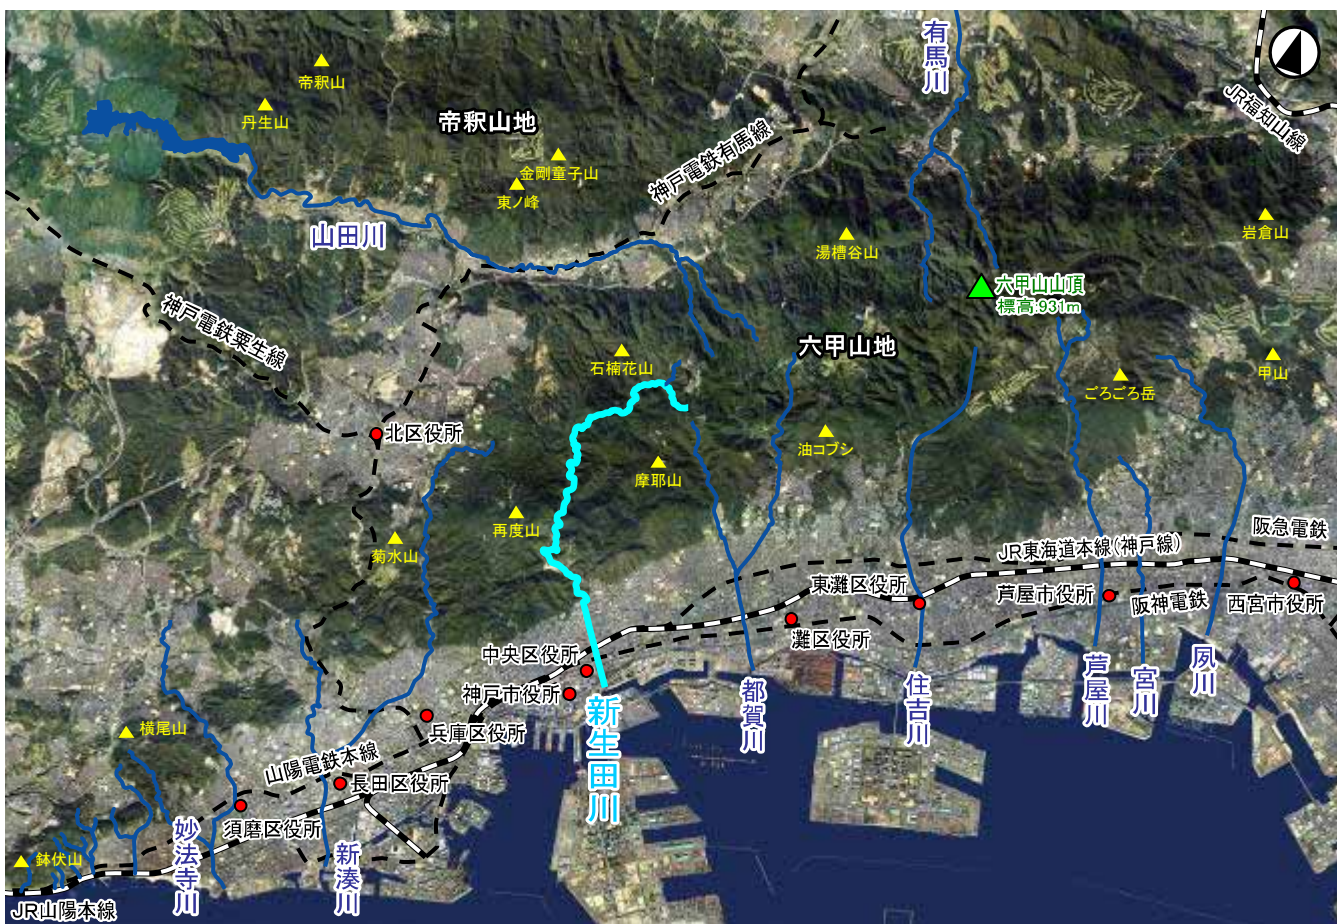 有馬川
JR福知山線
帝釈山
丹生山
帝釈山地
神戸電鉄有馬線
金剛童子山
東ノ峰
岩倉山
山田川
湯槽谷山
六甲山山頂
標高:931m
神戸電鉄粟生線
六甲山地
石楠花山
甲山
ごろごろ岳
北区役所
油コブシ
摩耶山
再度山
菊水山
阪急電鉄
JR東海道本線(神戸線)
東灘区役所
芦屋市役所
阪神電鉄
西宮市役所
灘区役所
中央区役所
神戸市役所
新生田川
都賀川
住吉川
芦屋川
宮川
夙川
横尾山
兵庫区役所
山陽電鉄本線
長田区役所
須磨区役所
妙法寺川
新湊川
鉢伏山
JR山陽本線